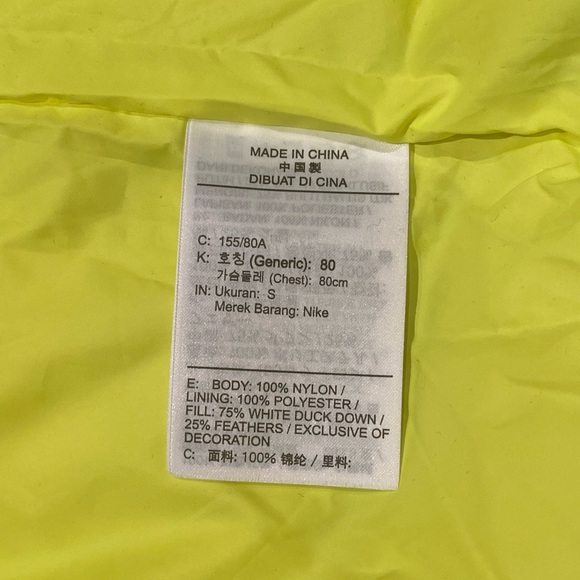 MADE IN CHINA
中国製
DIBUAT DI CINA
C: 155/80A
K: 호칭 (Generic): 80
가슴둘레 (Chest): 80cm
IN: Ukuran: S
Merek Barang: Nike
E: BODY: 100% NYLON /
LINING: 100% POLYESTER /
FILL: 75% WHITE DUCK DOWN /
25% FEATHERS / EXCLUSIVE OF
DECORATION
C: 面料: 100% 锦纶 / 里料: